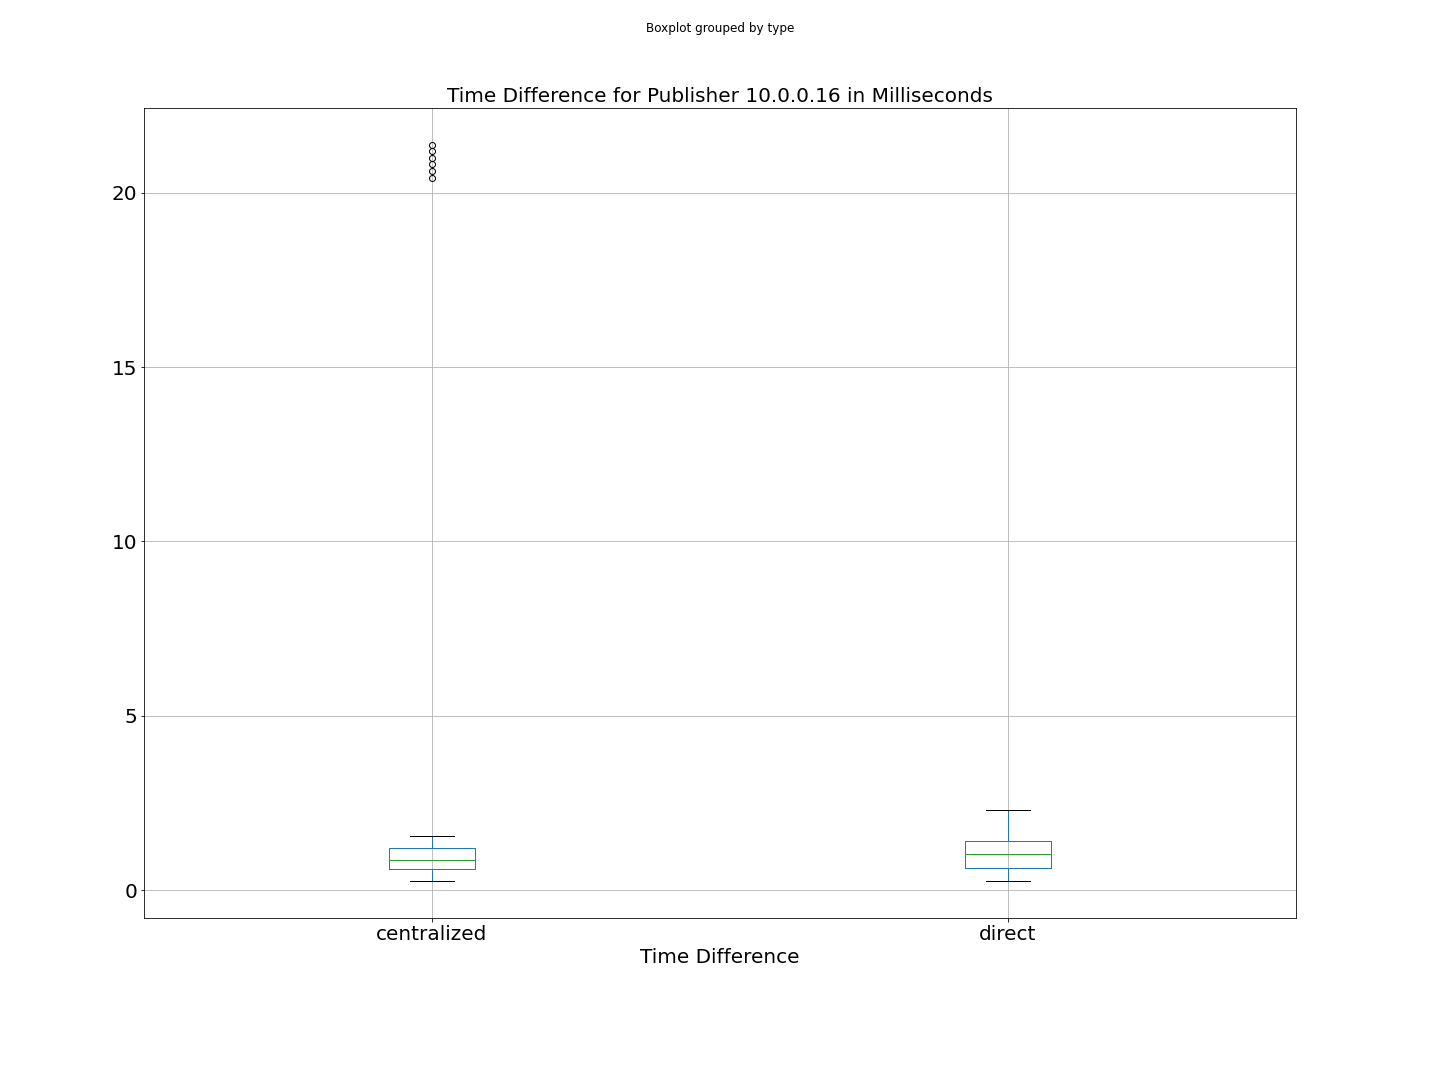 Boxplot grouped by type
Time Difference for Publisher 10.0.0.16 in Milliseconds
20
15
10
5
0
centralized direct
Time Difference